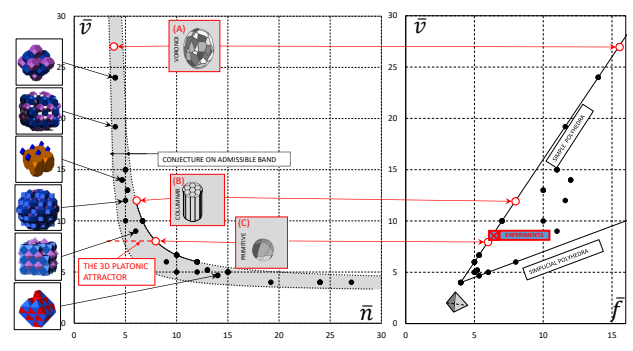 30
25
20
15
10
5
0
v̄
(A)
VORONOI
CONJECTURE ON ADMISSIBLE BAND
(B)
COLUMNAR
(C)
PRIMITIVE
THE 3D PLATONIC
ATTRACTOR
n̄
0 5 10 15 20 25 30
30
25
20
15
10
5
0
v̄
SIMPLE POLYHEDRA
EXPERIMENTS
SIMPLICIAL POLYHEDRA
f̄
0 5 10 15